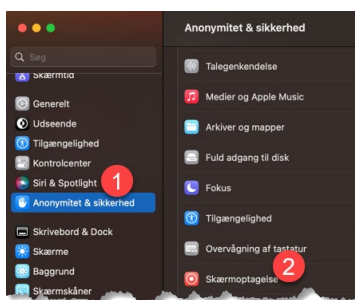 Anonymitet & sikkerhed
Søg
Skærmtid
Generelt
Udseende
Tilgængelighed
Kontrolcenter
Siri & Spotlight
1
Anonymitet & sikkerhed
Skrivebord & Dock
Skærme
Baggrund
Skærmskåner
Talegenkendelse
Medier og Apple Music
Arkiver og mapper
Fuld adgang til disk
Fokus
Tilgængelighed
Overvågning af tastatur
2
Skærmoptagelse